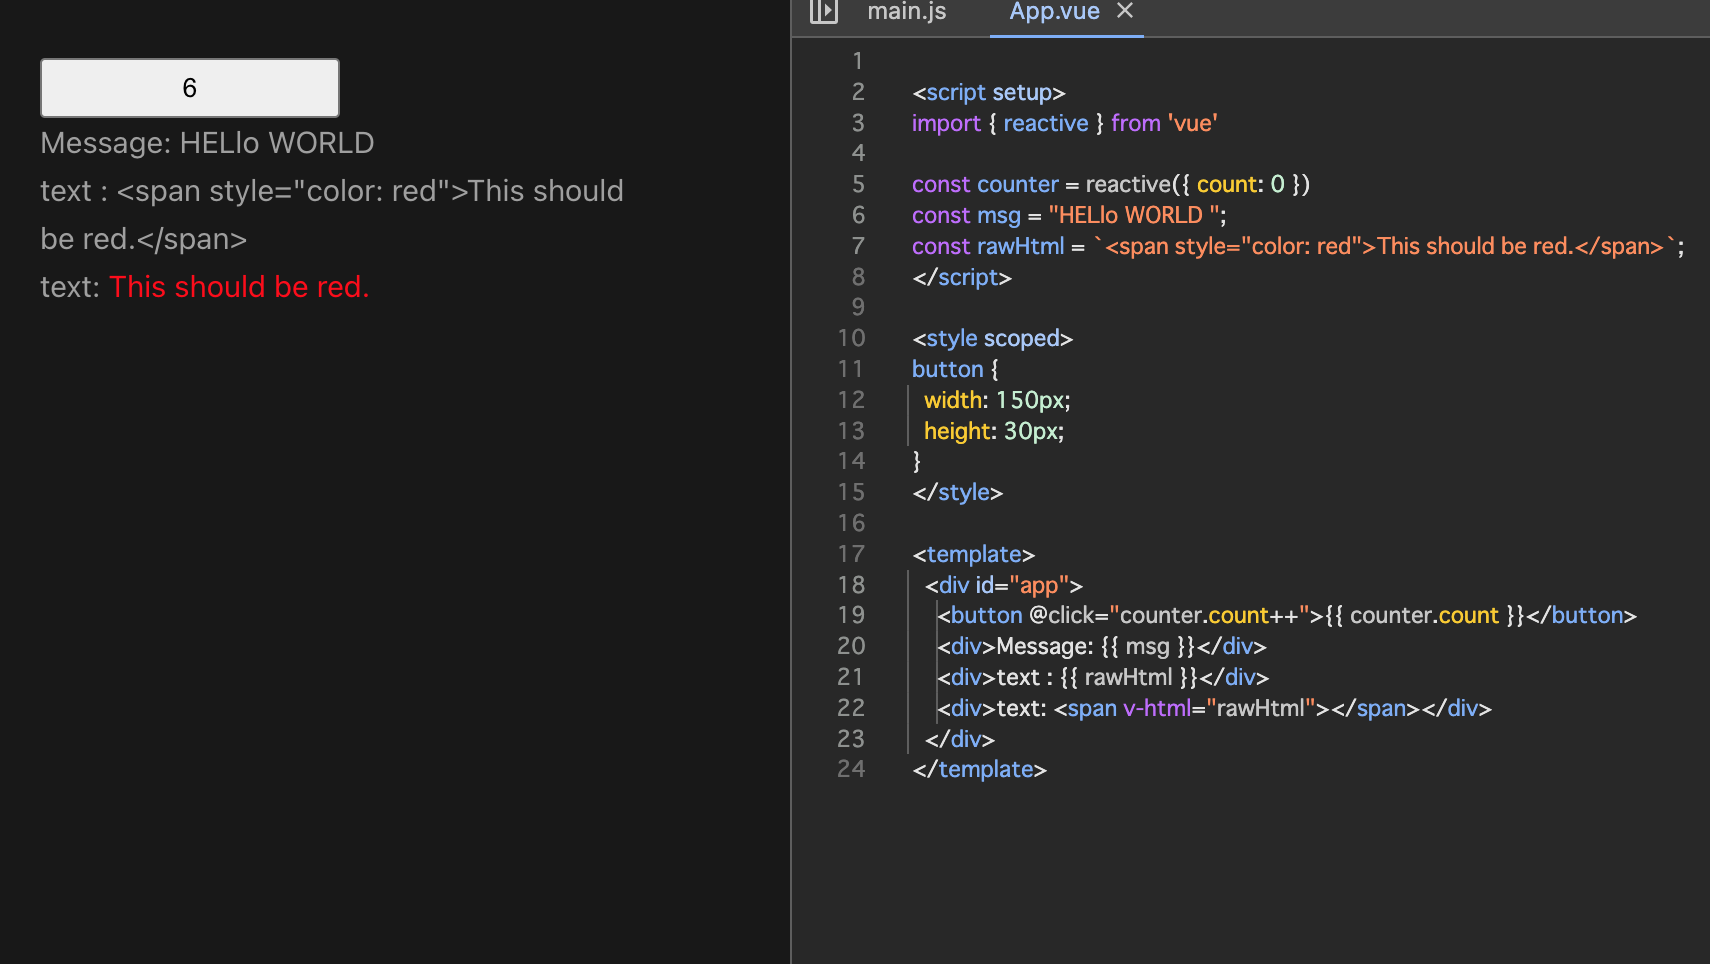 6
Message: HELlo WORLD
text : <span style="color: red">This should
be red.</span>
text: This should be red.
main.js App.vue ×
1
2 <script setup>
3 import { reactive } from 'vue'
4
5 const counter = reactive({ count: 0 })
6 const msg = "HELlo WORLD ";
7 const rawHtml = `<span style="color: red">This should be red.</span>`;
8 </script>
9
10 <style scoped>
11 button {
12 width: 150px;
13 height: 30px;
14 }
15 </style>
16
17 <template>
18 <div id="app">
19 <button @click="counter.count++">{{ counter.count }}</button>
20 <div>Message: {{ msg }}</div>
21 <div>text : {{ rawHtml }}</div>
22 <div>text: <span v-html="rawHtml"></span></div>
23 </div>
24 </template>